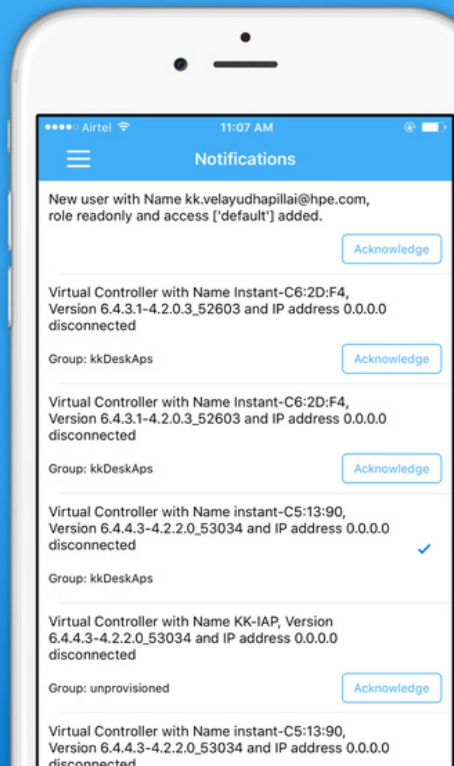 Airtel
11:07 AM
Notifications
New user with Name kk.velayudhapillai@hpe.com,
role readonly and access ['default'] added.
Acknowledge
Virtual Controller with Name Instant-C6:2D:F4,
Version 6.4.3.1-4.2.0.3_52603 and IP address 0.0.0.0
disconnected
Group: kkDeskAps
Acknowledge
Virtual Controller with Name Instant-C6:2D:F4,
Version 6.4.3.1-4.2.0.3_52603 and IP address 0.0.0.0
disconnected
Group: kkDeskAps
Acknowledge
Virtual Controller with Name instant-C5:13:90,
Version 6.4.4.3-4.2.2.0_53034 and IP address 0.0.0.0
disconnected
Group: kkDeskAps
Virtual Controller with Name KK-IAP, Version
6.4.4.3-4.2.2.0_53034 and IP address 0.0.0.0
disconnected
Group: unprovisioned
Acknowledge
Virtual Controller with Name instant-C5:13:90,
Version 6.4.4.3-4.2.2.0_53034 and IP address 0.0.0.0
disconnected